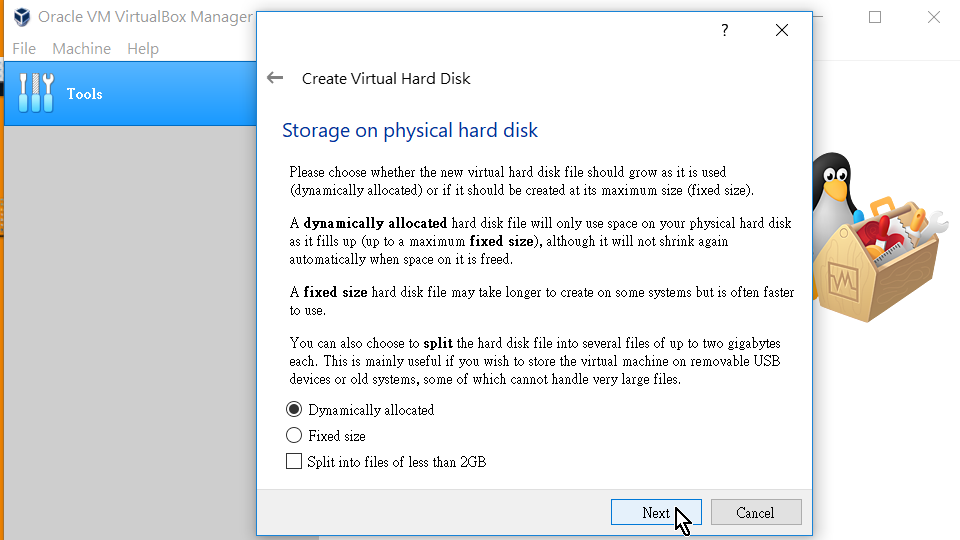 Oracle VM VirtualBox Manager
File Machine Help
Tools
?
Create Virtual Hard Disk
Storage on physical hard disk
Please choose whether the new virtual hard disk file should grow as it is used
(dynamically allocated) or if it should be created at its maximum size (fixed size).
A dynamically allocated hard disk file will only use space on your physical hard disk
as it fills up (up to a maximum fixed size), although it will not shrink again
automatically when space on it is freed.
A fixed size hard disk file may take longer to create on some systems but is often faster
to use.
You can also choose to split the hard disk file into several files of up to two gigabytes
each. This is mainly useful if you wish to store the virtual machine on removable USB
devices or old systems, some of which cannot handle very large files.
Dynamically allocated
Fixed size
Split into files of less than 2GB
Next Cancel